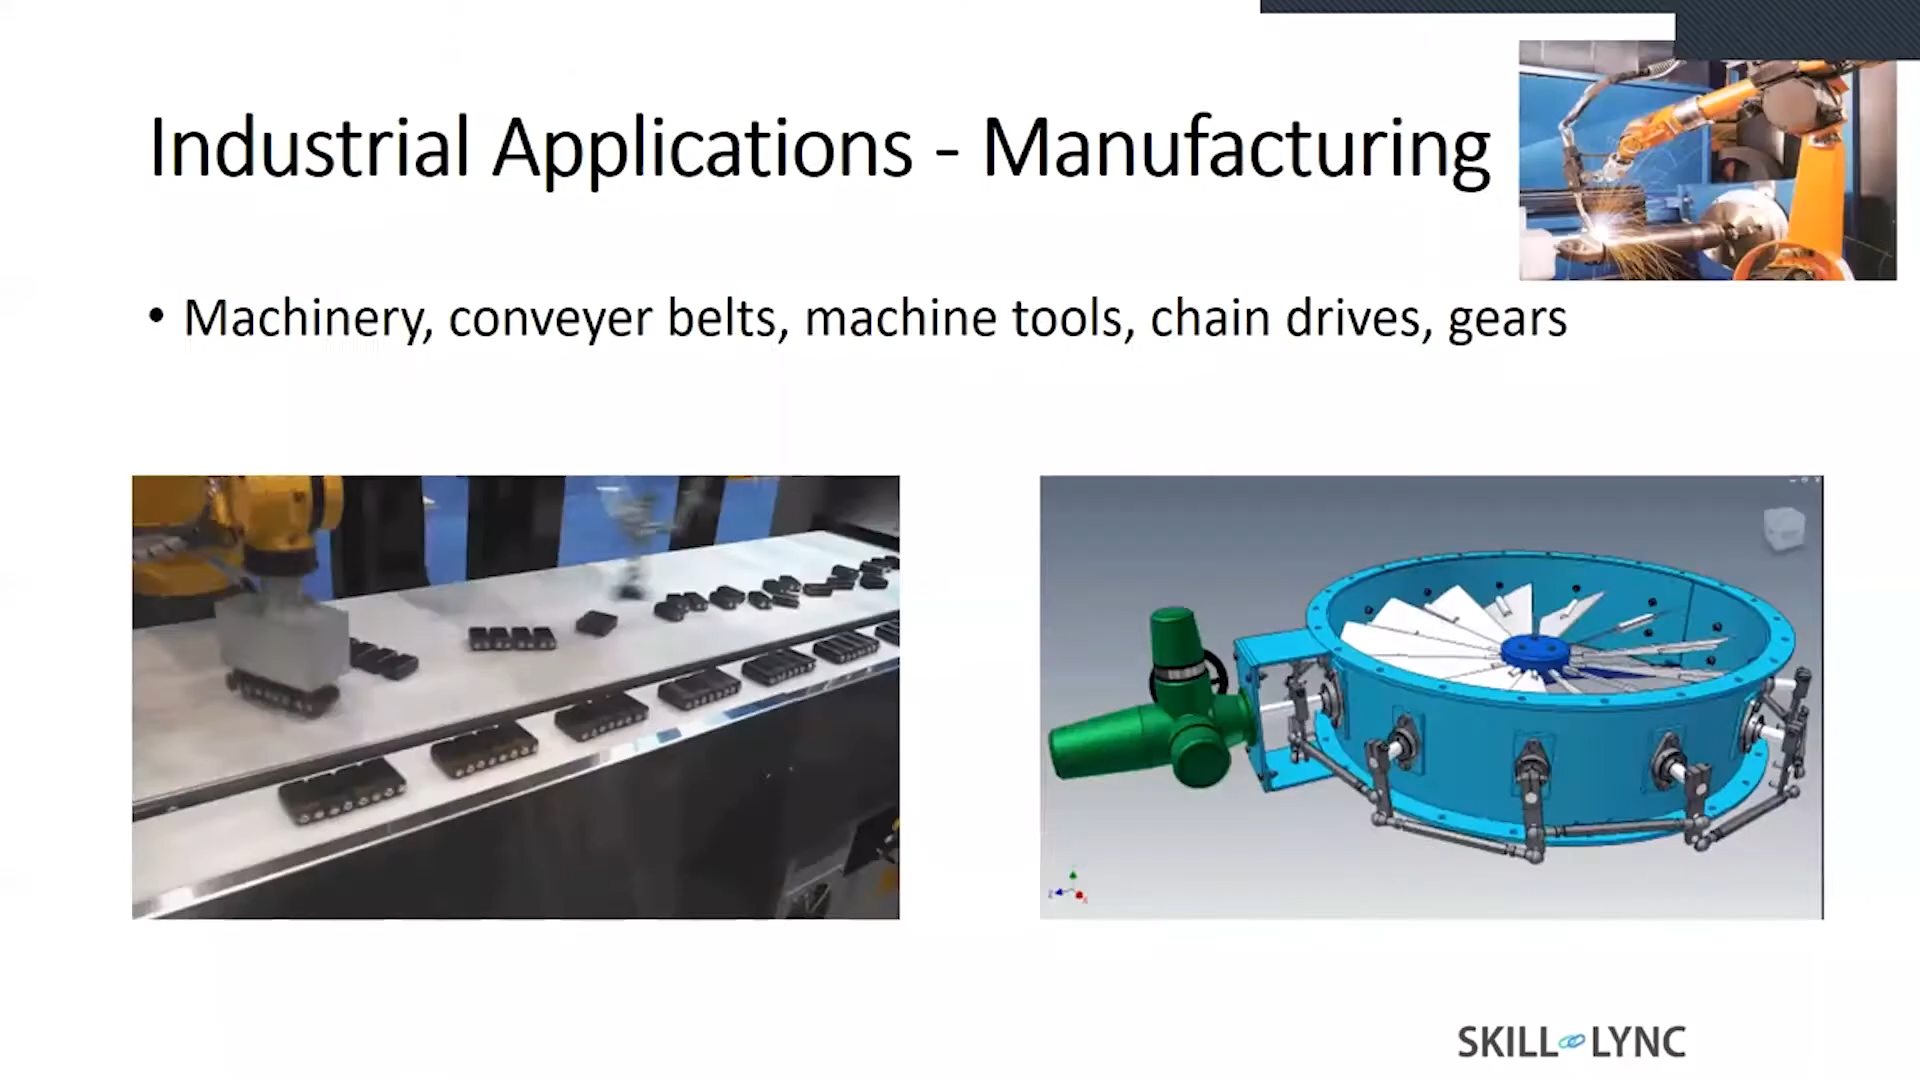 Industrial Applications - Manufacturing
• Machinery, conveyer belts, machine tools, chain drives, gears
SKILL LYNC